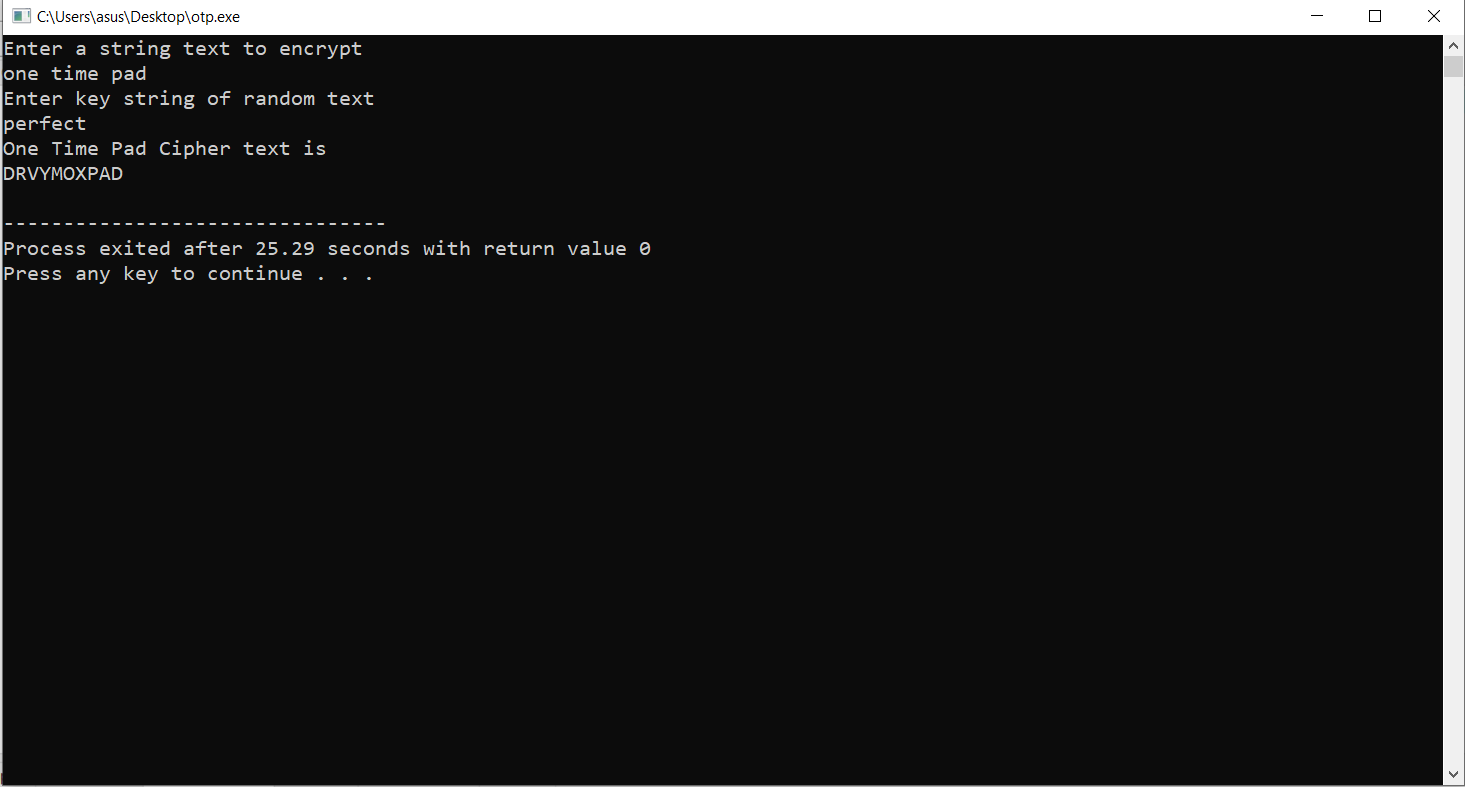 C:\Users\asus\Desktop\otp.exe
Enter a string text to encrypt
one time pad
Enter key string of random text
perfect
One Time Pad Cipher text is
DRVYMOXPAD
--------------------------------
Process exited after 25.29 seconds with return value 0
Press any key to continue . . .